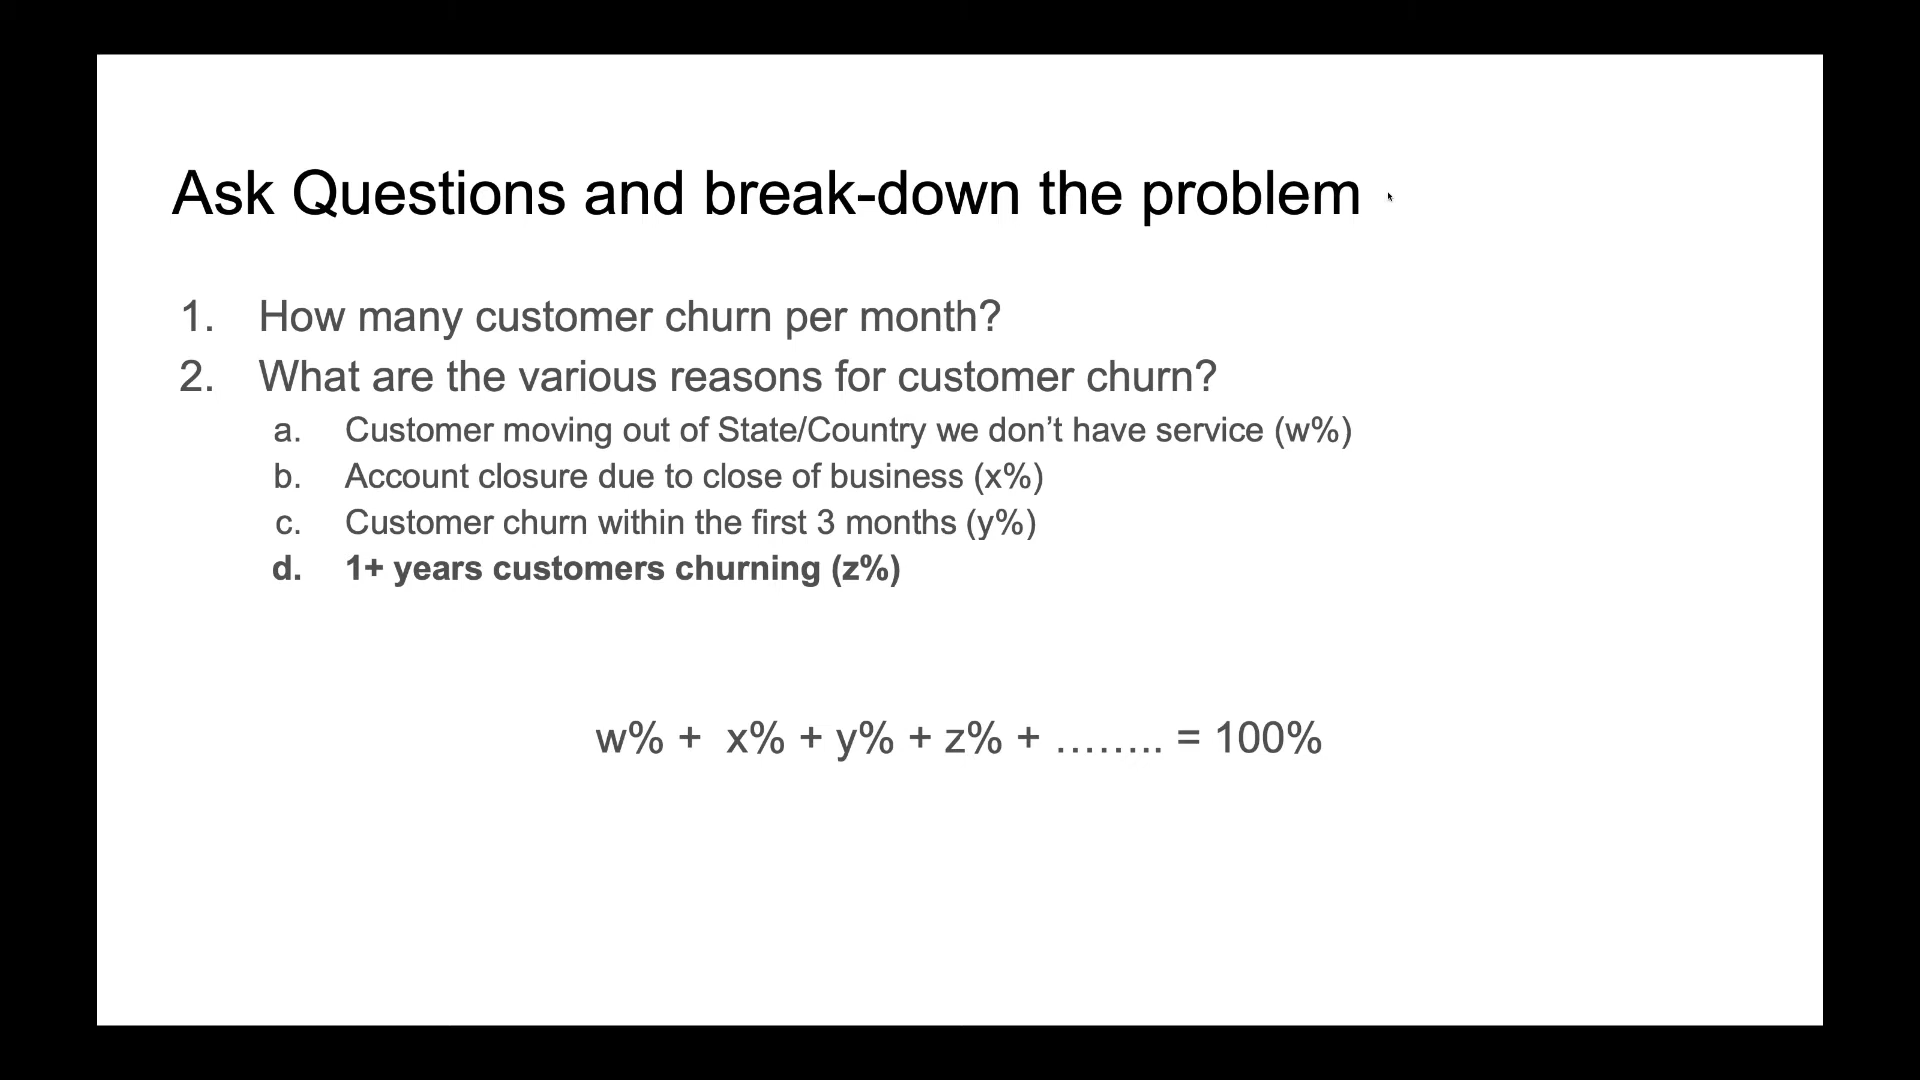 Ask Questions and break-down the problem
1. How many customer churn per month?
2. What are the various reasons for customer churn?
a. Customer moving out of State/Country we don’t have service (w%)
b. Account closure due to close of business (x%)
c. Customer churn within the first 3 months (y%)
d. 1+ years customers churning (z%)
w% + x% + y% + z% + …….. = 100%